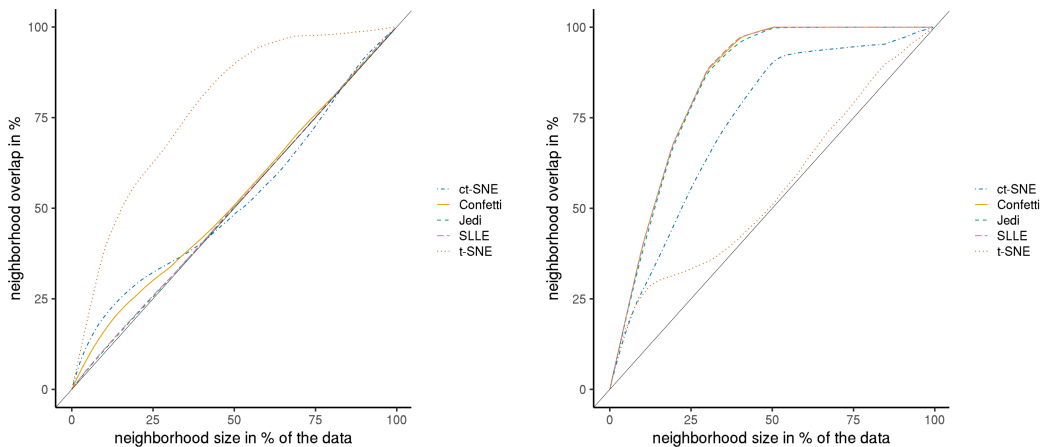 100
75
50
25
0
neighborhood overlap in %
0
25
50
75
100
neighborhood size in % of the data
ct-SNE
Confetti
Jedi
SLLE
t-SNE
100
75
50
25
0
neighborhood overlap in %
0
25
50
75
100
neighborhood size in % of the data
ct-SNE
Confetti
Jedi
SLLE
t-SNE